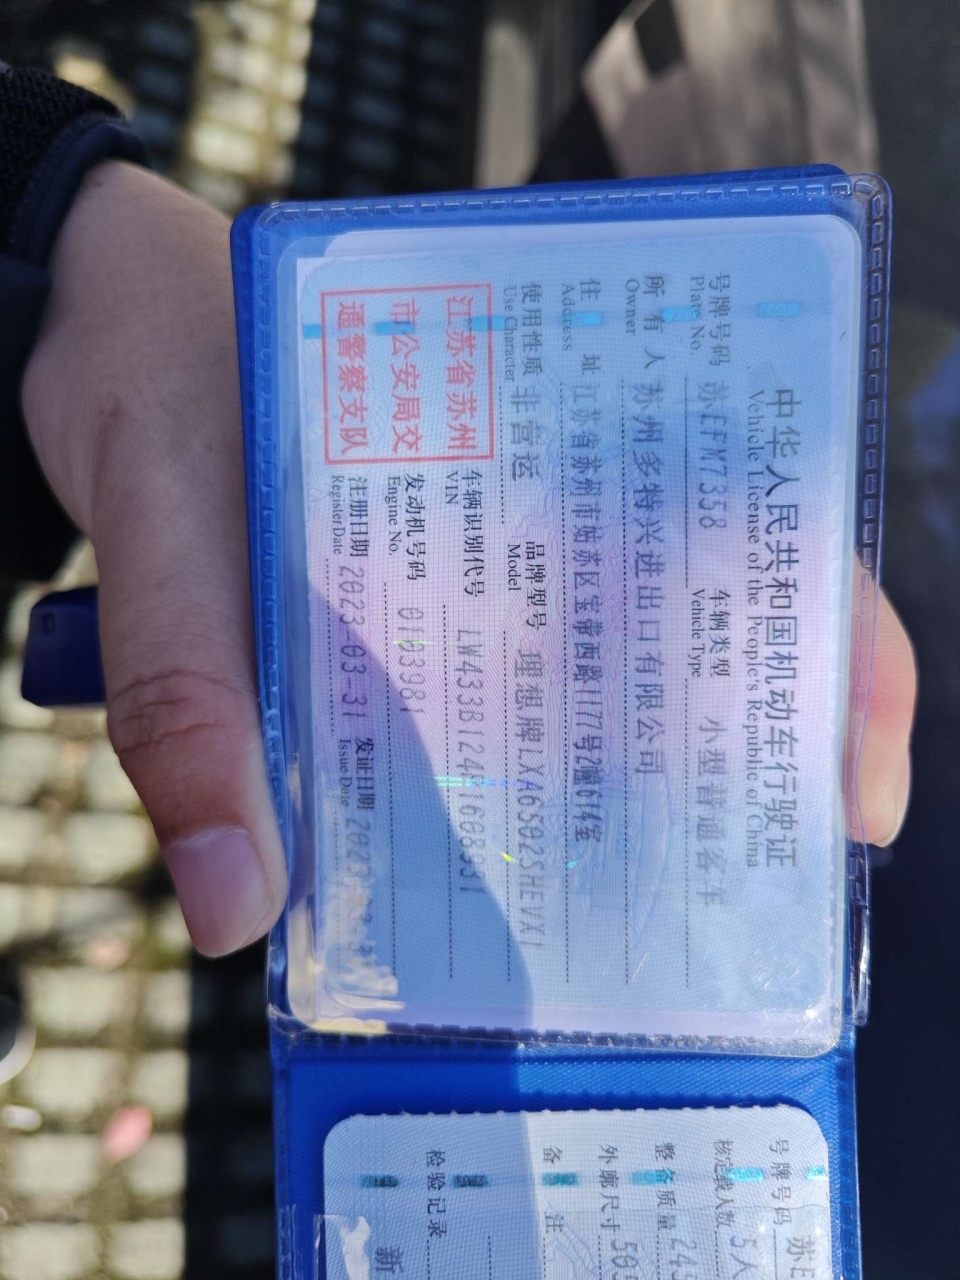 中华人民共和国机动车行驶证
Vehicle License of the People's Republic of China
号牌号码 苏EFM7358 车辆类型 小型普通客车
Plate No. Vehicle Type
所有人 苏州多特兴进出口有限公司
Owner
住址 江苏省苏州市姑苏区宝带西路1177号2幢614室
Address
使用性质 非营运 品牌型号 理想牌LXA6502SHEVX1
Use Character Model
江苏省苏州
市公安局交
通警察支队
车辆识别代号
VIN
发动机号码 0103981
Engine No.
注册日期 2023-03-31 发证日期
Register Date Issue Date
号牌号码
核定载人数 5人
整备质量
外廓尺寸
备注
检验记录